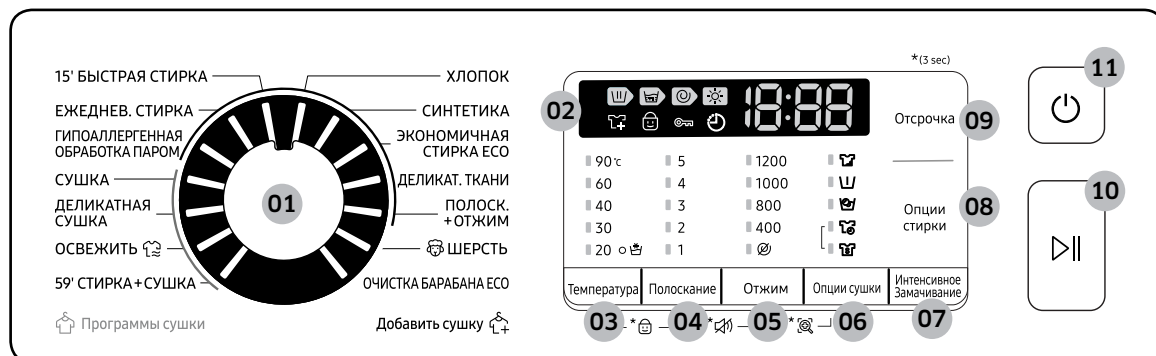 *(3 sec)
15' БЫСТРАЯ СТИРКА
ЕЖЕДНЕВ. СТИРКА
ГИПОАЛЛЕРГЕННАЯ
ОБРАБОТКА ПАРОМ
СУШКА
ДЕЛИКАТНАЯ
СУШКА
ОСВЕЖИТЬ
59' СТИРКА+СУШКА
Программы сушки
01
ХЛОПОК
СИНТЕТИКА
ЭКОНОМИЧНАЯ
СТИРКА ECO
ДЕЛИКАТ. ТКАНИ
ПОЛОСК.
+ОТЖИМ
ШЕРСТЬ
ОЧИСТКА БАРАБАНА ECO
Добавить сушку
02
18:88
90°c 5 1200
60 4 1000
40 3 800
30 2 400
20 1
Температура Полоскание Отжим Опции сушки Интенсивное
Замачивание
03 * 04 * 05 * 06 07
Отсрочка 09
Опции
стирки
08
11
10